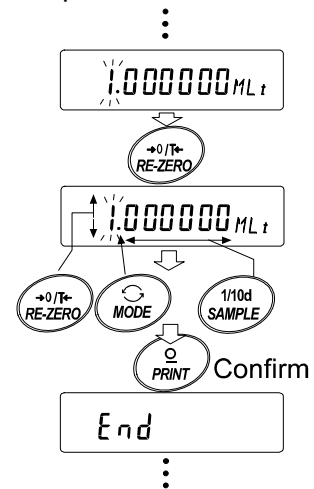 1.000000 MLt
→0/T←
RE-ZERO
1.000000 MLt
→0/T←
RE-ZERO
MODE
1/10d
SAMPLE
PRINT Confirm
End